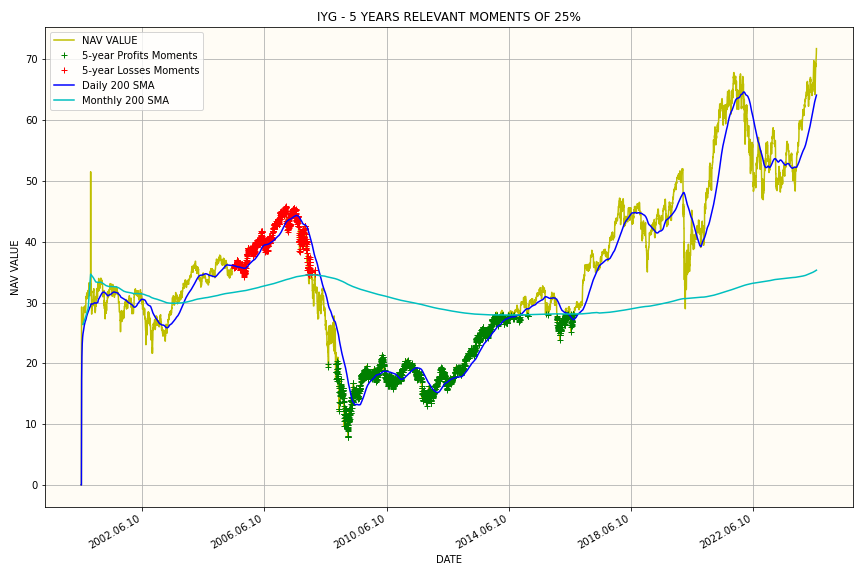 IYG - 5 YEARS RELEVANT MOMENTS OF 25%
NAV VALUE
5-year Profits Moments
5-year Losses Moments
Daily 200 SMA
Monthly 200 SMA
NAV VALUE
70
60
50
40
30
20
10
0
2002.06.10
2006.06.10
2010.06.10
2014.06.10
2018.06.10
2022.06.10
DATE